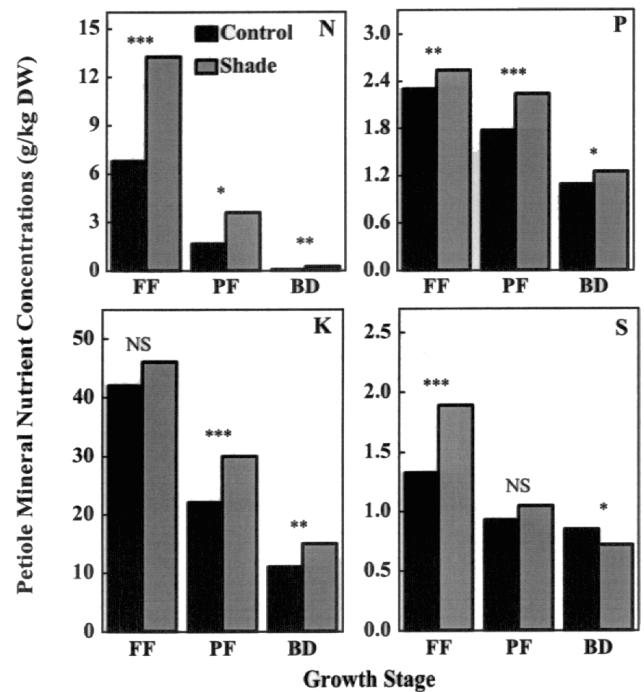 Petiole Mineral Nutrient Concentrations (g/kg DW)
N
Control
Shade
15
12
9
6
3
0
***
*
**
FF PF BD
P
3.0
2.4
1.8
1.2
0.6
0.0
**
***
*
FF PF BD
K
50
40
30
20
10
0
NS
***
**
FF PF BD
S
2.5
2.0
1.5
1.0
0.5
0.0
***
NS
*
FF PF BD
Growth Stage